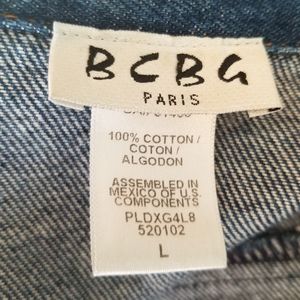 BCBG
PARIS
100% COTTON /
COTON /
ALGODON
ASSEMBLED IN
MEXICO OF U.S.
COMPONENTS
PLDXG4L8
520102
L